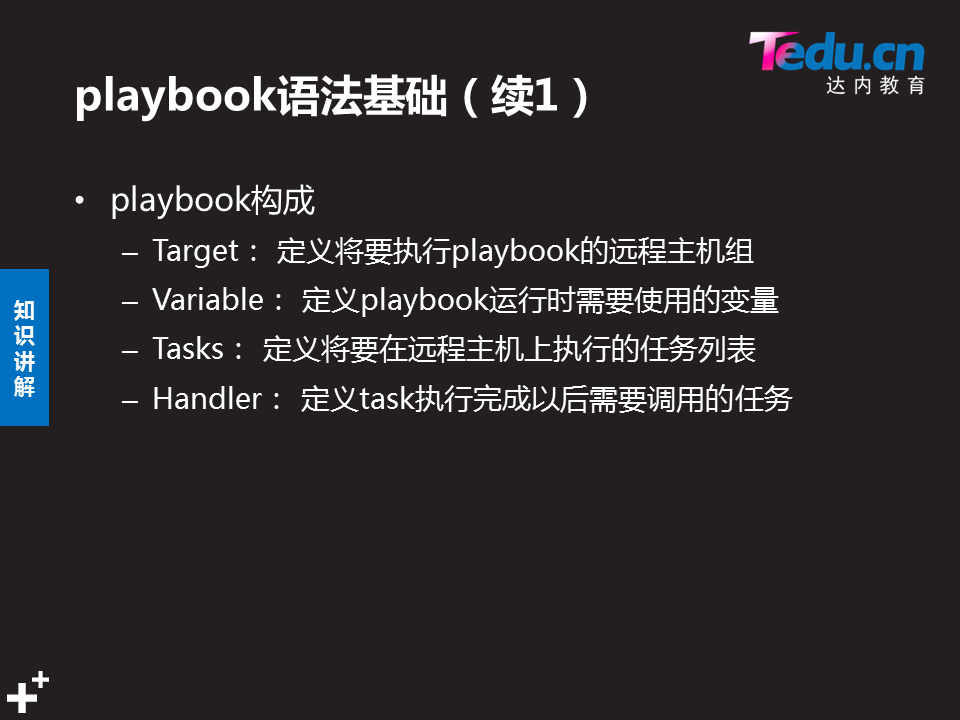 Tedu.cn
达内教育
playbook语法基础（续1）
• playbook构成
– Target： 定义将要执行playbook的远程主机组
– Variable： 定义playbook运行时需要使用的变量
– Tasks： 定义将要在远程主机上执行的任务列表
– Handler： 定义task执行完成以后需要调用的任务
知
识
讲
解